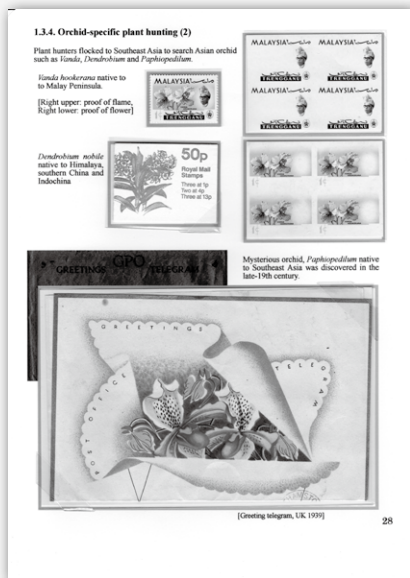 1.3.4. Orchid-specific plant hunting (2)
Plant hunters flocked to Southeast Asia to search Asian orchid
such as Vanda, Dendrobium and Paphiopedilum.
Vanda hookerana native to
to Malay Peninsula.
[Right upper: proof of flame,
Right lower: proof of flower]
MALAYSIA
TRENGGANU
MALAYSIA
MALAYSIA
TRENGGANU
TRENGGANU
MALAYSIA
MALAYSIA
TRENGGANU
TRENGGANU
Dendrobium nobile
native to Himalaya,
southern China and
Indochina
50p
Royal Mail
Stamps
Three at 1p
Two at 4p
Three at 13p
Mysterious orchid, Paphiopedilum native
to Southeast Asia was discovered in the
late-19th century.
GPO
GREETINGS TELEGRAM
GREETINGS
POST OFFICE
TELEGRAM
[Greeting telegram, UK 1939]
28